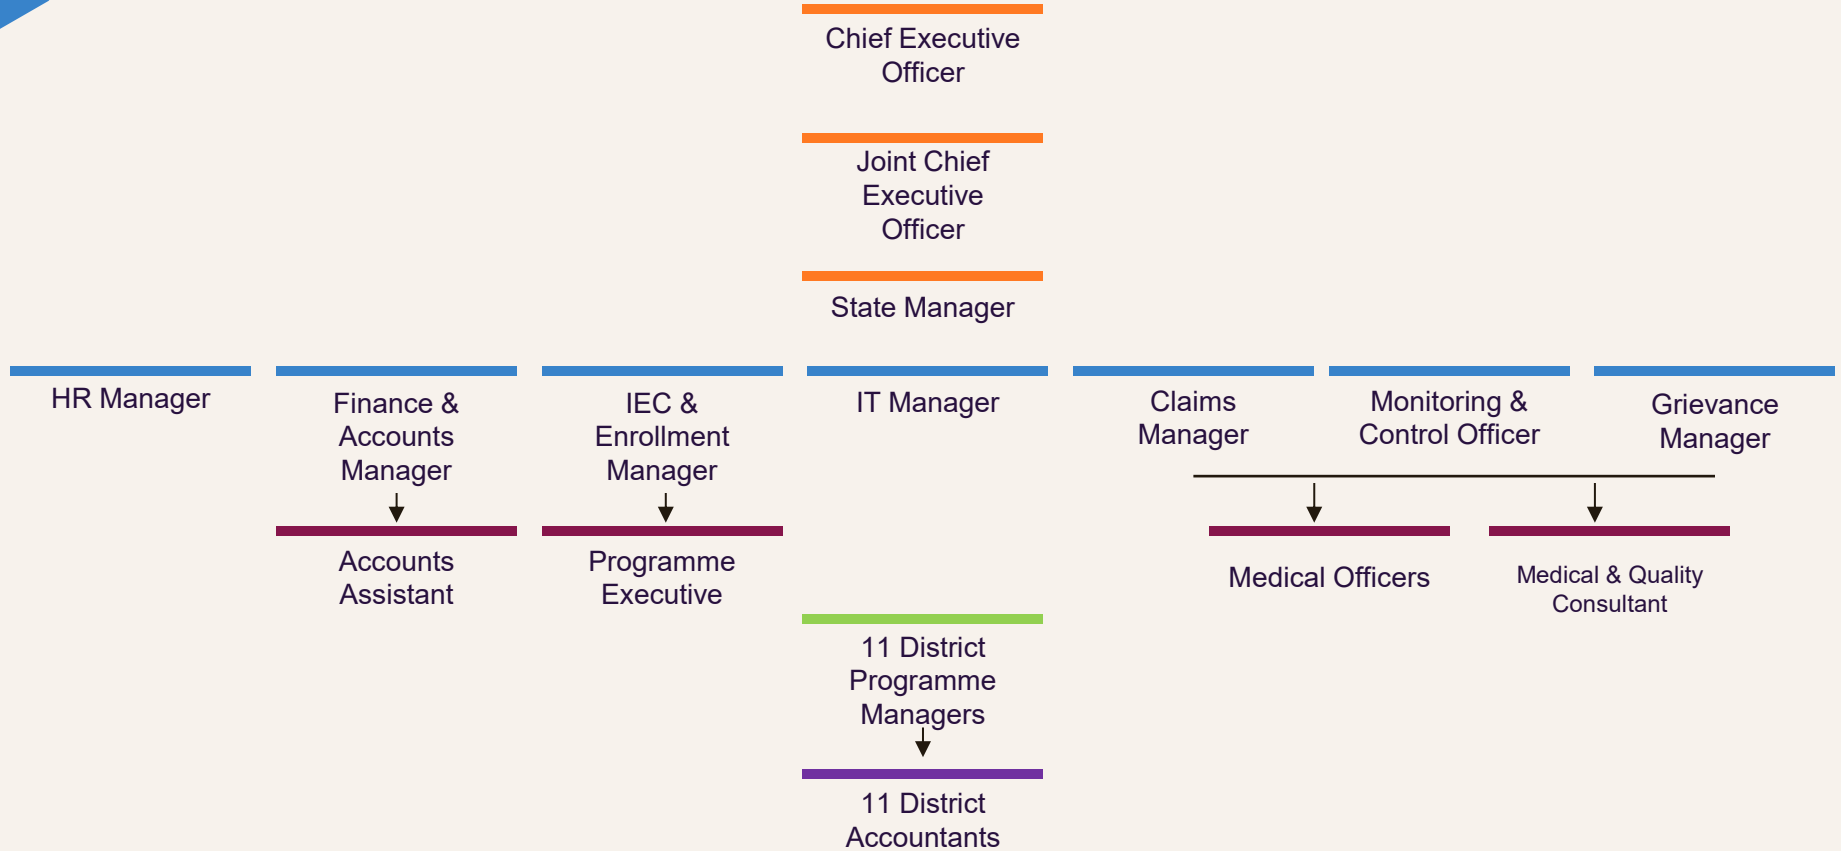 Chief Executive
Officer
Joint Chief
Executive
Officer
State Manager
HR Manager
Finance &
Accounts
Manager
IEC &
Enrollment
Manager
IT Manager
Claims
Manager
Monitoring &
Control Officer
Grievance
Manager
Accounts
Assistant
Programme
Executive
Medical Officers
Medical & Quality
Consultant
11 District
Programme
Managers
11 District
Accountants